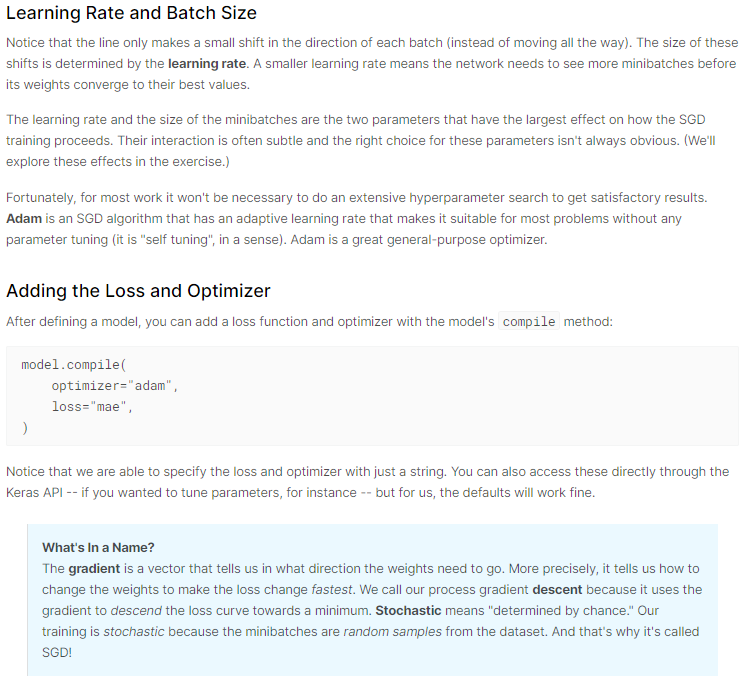 Learning Rate and Batch Size
Notice that the line only makes a small shift in the direction of each batch (instead of moving all the way). The size of these
shifts is determined by the learning rate. A smaller learning rate means the network needs to see more minibatches before
its weights converge to their best values.
The learning rate and the size of the minibatches are the two parameters that have the largest effect on how the SGD
training proceeds. Their interaction is often subtle and the right choice for these parameters isn't always obvious. (We'll
explore these effects in the exercise.)
Fortunately, for most work it won't be necessary to do an extensive hyperparameter search to get satisfactory results.
Adam is an SGD algorithm that has an adaptive learning rate that makes it suitable for most problems without any
parameter tuning (it is "self tuning", in a sense). Adam is a great general-purpose optimizer.
Adding the Loss and Optimizer
After defining a model, you can add a loss function and optimizer with the model's compile method:
model.compile(
    optimizer="adam",
    loss="mae",
)
Notice that we are able to specify the loss and optimizer with just a string. You can also access these directly through the
Keras API -- if you wanted to tune parameters, for instance -- but for us, the defaults will work fine.
What's In a Name?
The gradient is a vector that tells us in what direction the weights need to go. More precisely, it tells us how to
change the weights to make the loss change fastest. We call our process gradient descent because it uses the
gradient to descend the loss curve towards a minimum. Stochastic means "determined by chance." Our
training is stochastic because the minibatches are random samples from the dataset. And that's why it's called
SGD!